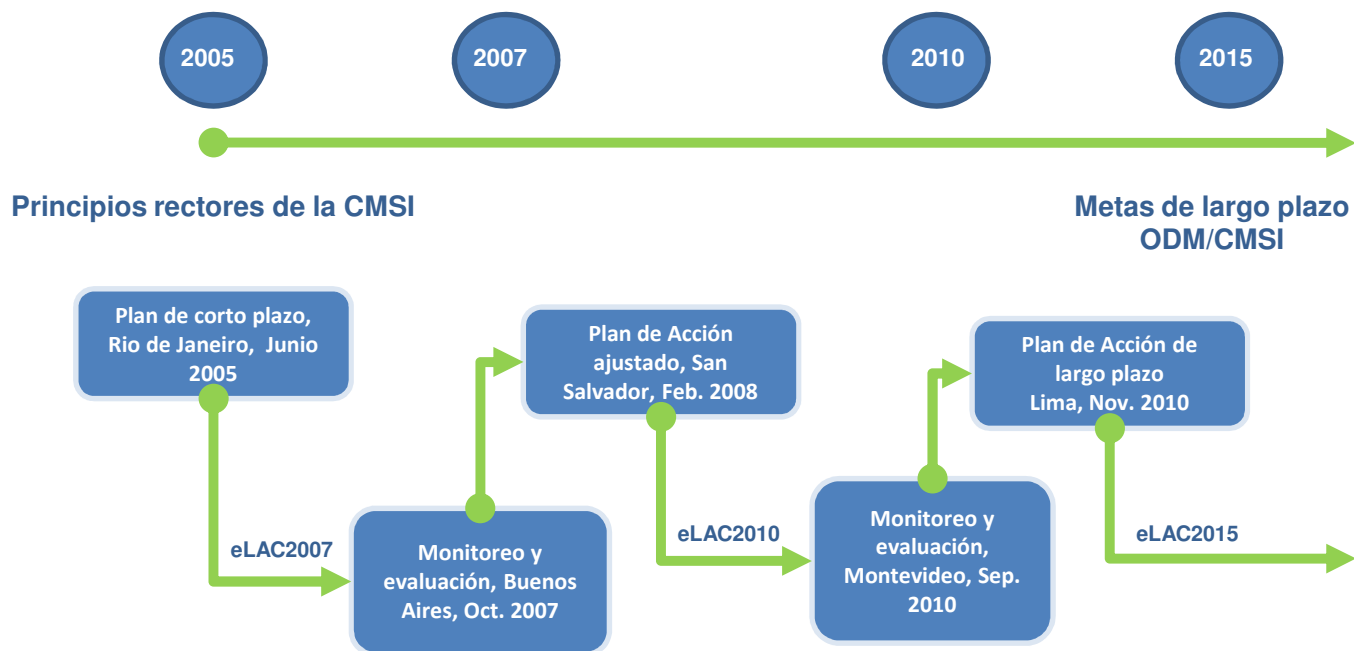 2005
2007
2010
2015
Principios rectores de la CMSI
Metas de largo plazo
ODM/CMSI
Plan de corto plazo,
Rio de Janeiro, Junio
2005
Plan de Acción
ajustado, San
Salvador, Feb. 2008
Plan de Acción de
largo plazo
Lima, Nov. 2010
eLAC2007
Monitoreo y
evaluación, Buenos
Aires, Oct. 2007
eLAC2010
Monitoreo y
evaluación,
Montevideo, Sep.
2010
eLAC2015